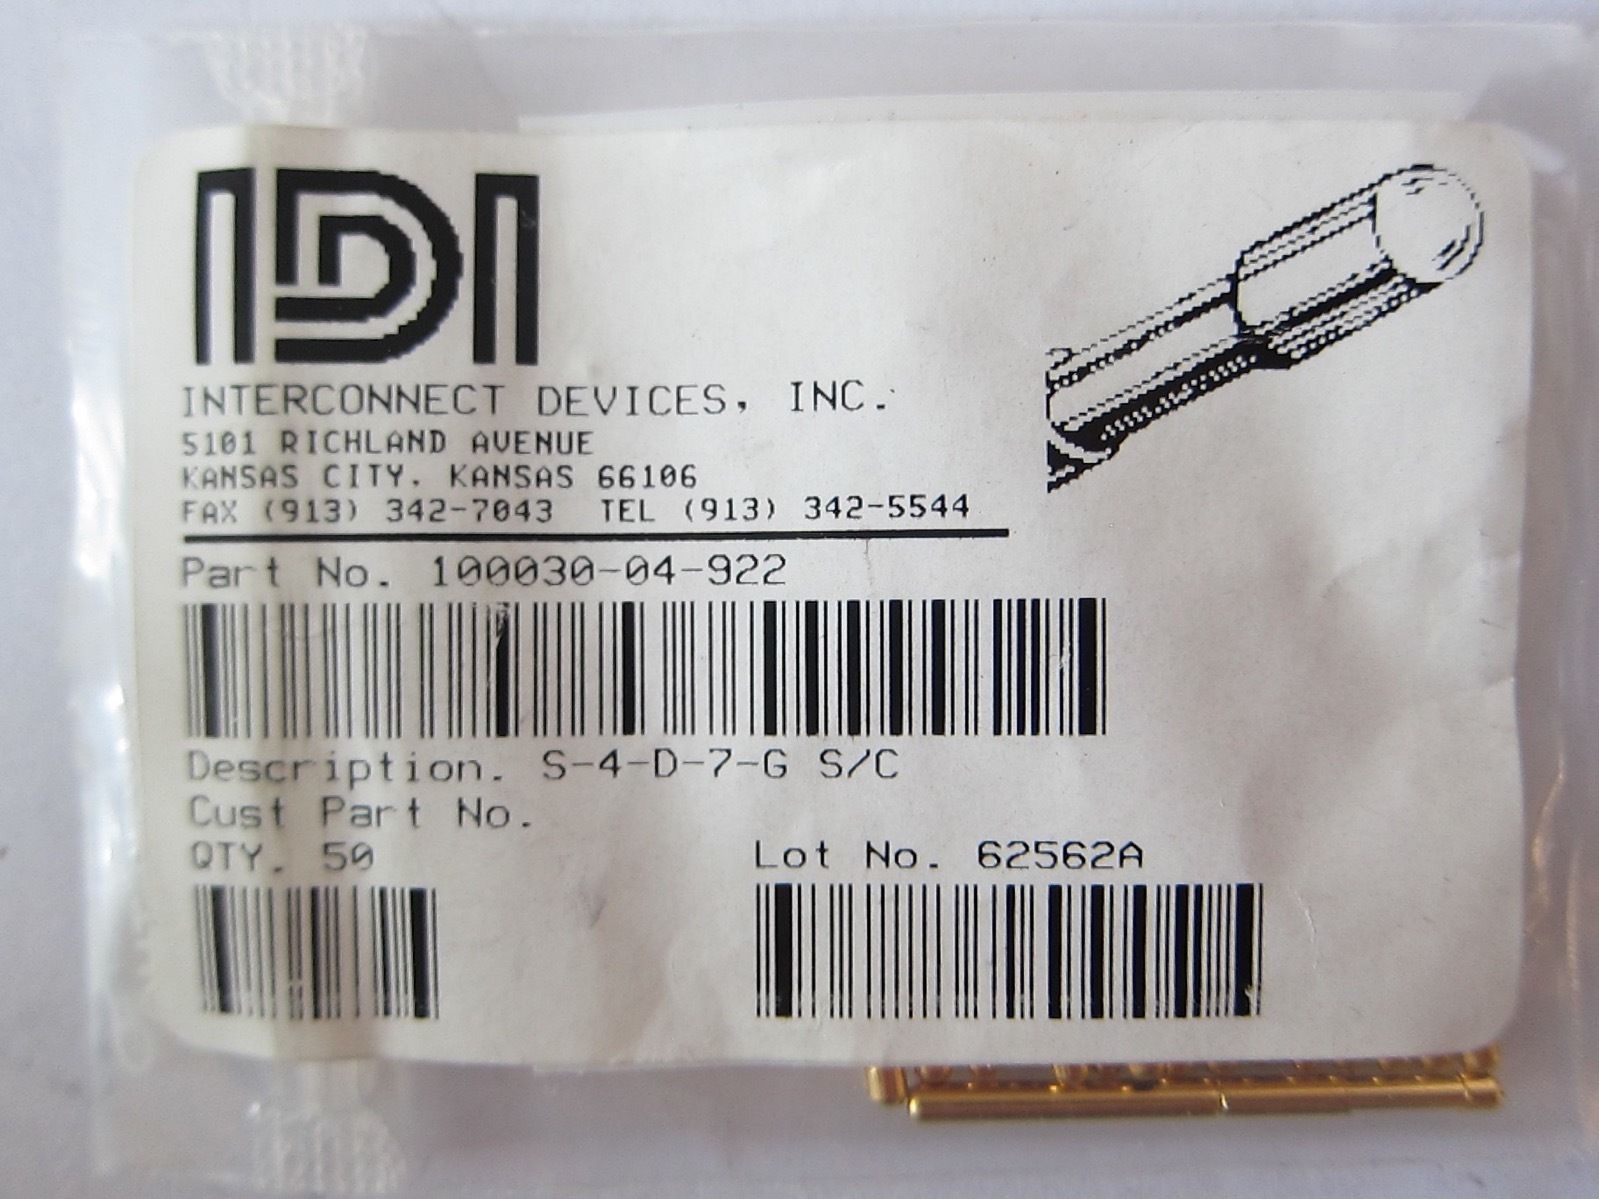 IDI
INTERCONNECT DEVICES, INC.
5101 RICHLAND AVENUE
KANSAS CITY, KANSAS 66106
FAX (913) 342-7043 TEL (913) 342-5544
Part No. 100030-04-922
Description. S-4-D-7-G S/C
Cust Part No.
QTY. 50
Lot No. 62562A